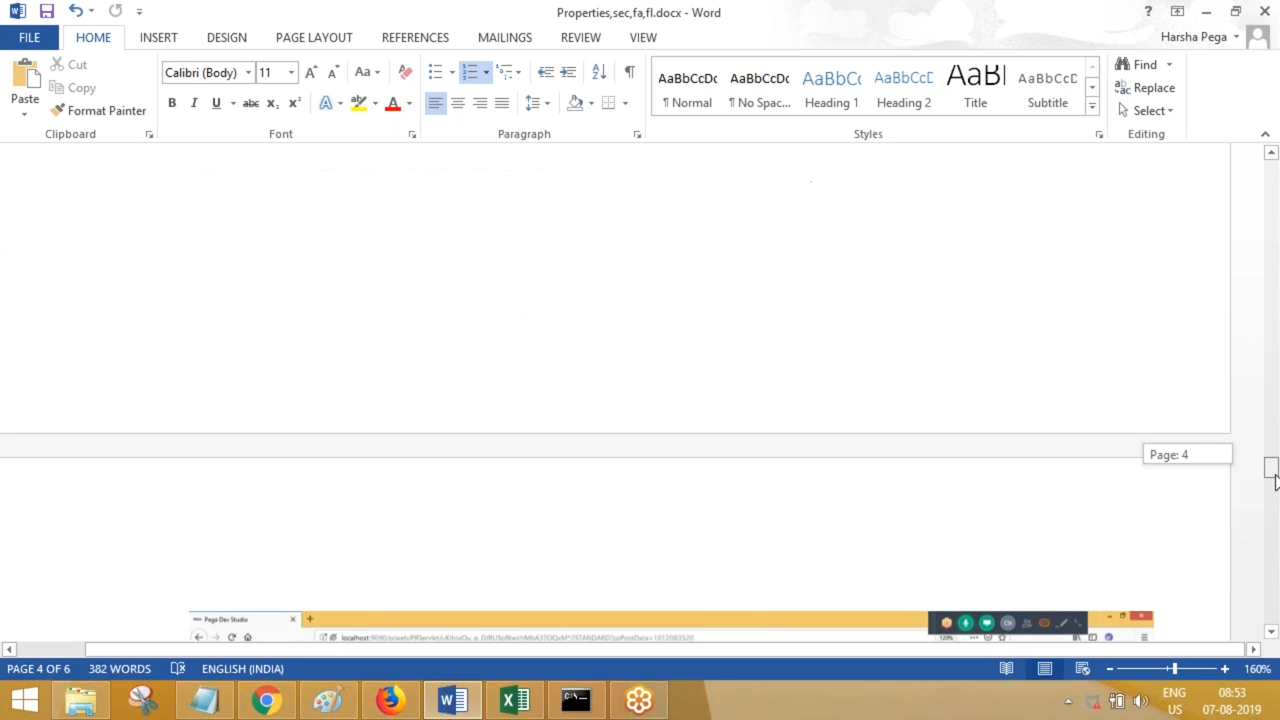 Properties,sec,fa,fl.docx - Word
FILE HOME INSERT DESIGN PAGE LAYOUT REFERENCES MAILINGS REVIEW VIEW Harsha Pega
Paste Cut Copy Format Painter
Calibri (Body) 11
AaBbCcDc AaBbCcDc AaBbCc AaBbCcD AaB AaBbCcD
¶ Normal ¶ No Spac... Heading 1 Heading 2 Title Subtitle
Find Replace Select
Clipboard Font Paragraph Styles Editing
Page: 4
Pega Dev Studio
PAGE 4 OF 6 382 WORDS ENGLISH (INDIA) 160%
ENG
US
08:53
07-08-2019